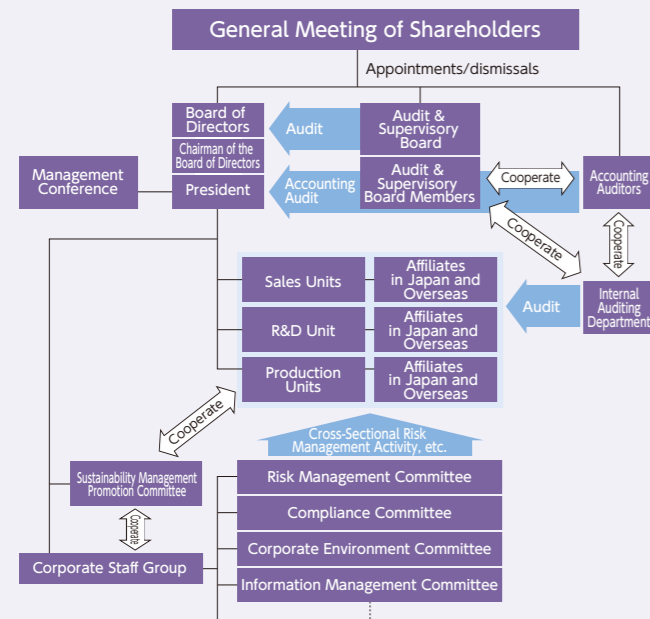 General Meeting of Shareholders
Appointments/dismissals
Board of
Directors
Chairman of the
Board of Directors
President
Management
Conference
Audit
Accounting
Audit
Audit &
Supervisory
Board
Audit &
Supervisory
Board Members
Cooperate
Accounting
Auditors
Cooperate
Cooperate
Internal
Auditing
Department
Audit
Sales Units
Affiliates
in Japan and
Overseas
R&D Unit
Affiliates
in Japan and
Overseas
Production
Units
Affiliates
in Japan and
Overseas
Cooperate
Cross-Sectional Risk
Management Activity, etc.
Sustainability Management
Promotion Committee
Cooperate
Corporate Staff Group
Risk Management Committee
Compliance Committee
Corporate Environment Committee
Information Management Committee